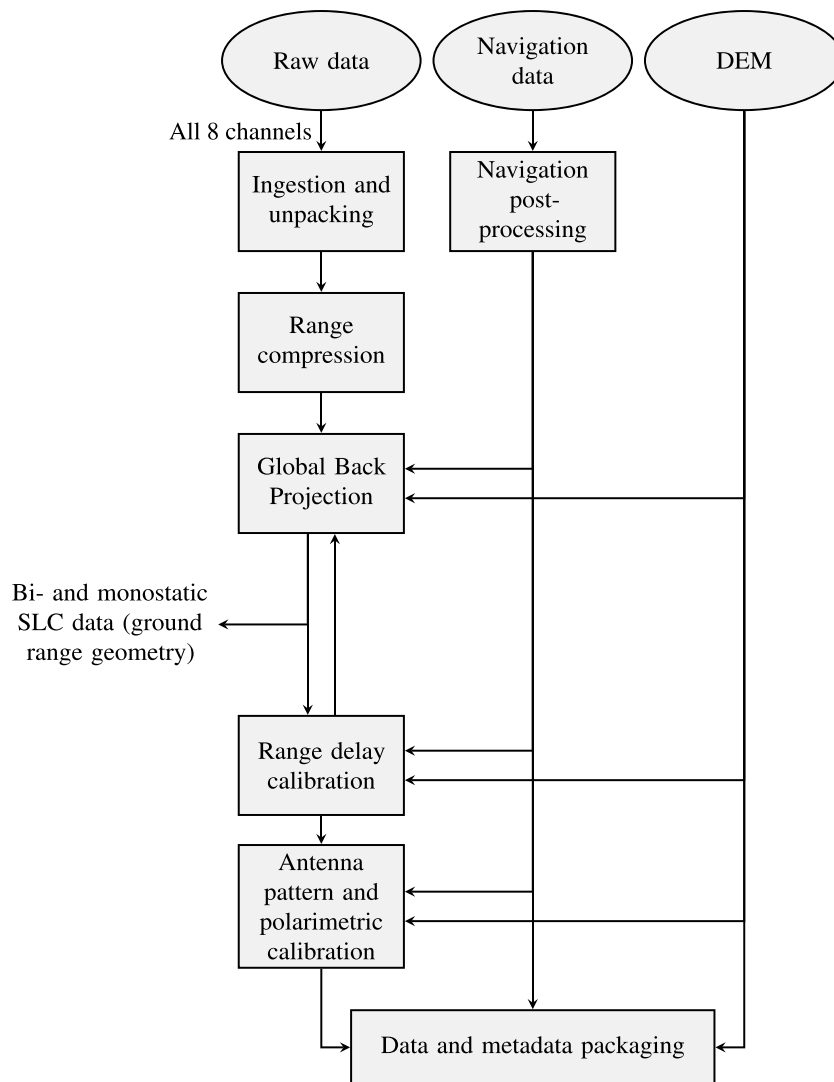 Raw data
Navigation
data
DEM
All 8 channels
Ingestion and
unpacking
Navigation
post-
processing
Range
compression
Global Back
Projection
Bi- and monostatic
SLC data (ground
range geometry)
Range delay
calibration
Antenna
pattern and
polarimetric
calibration
Data and metadata packaging